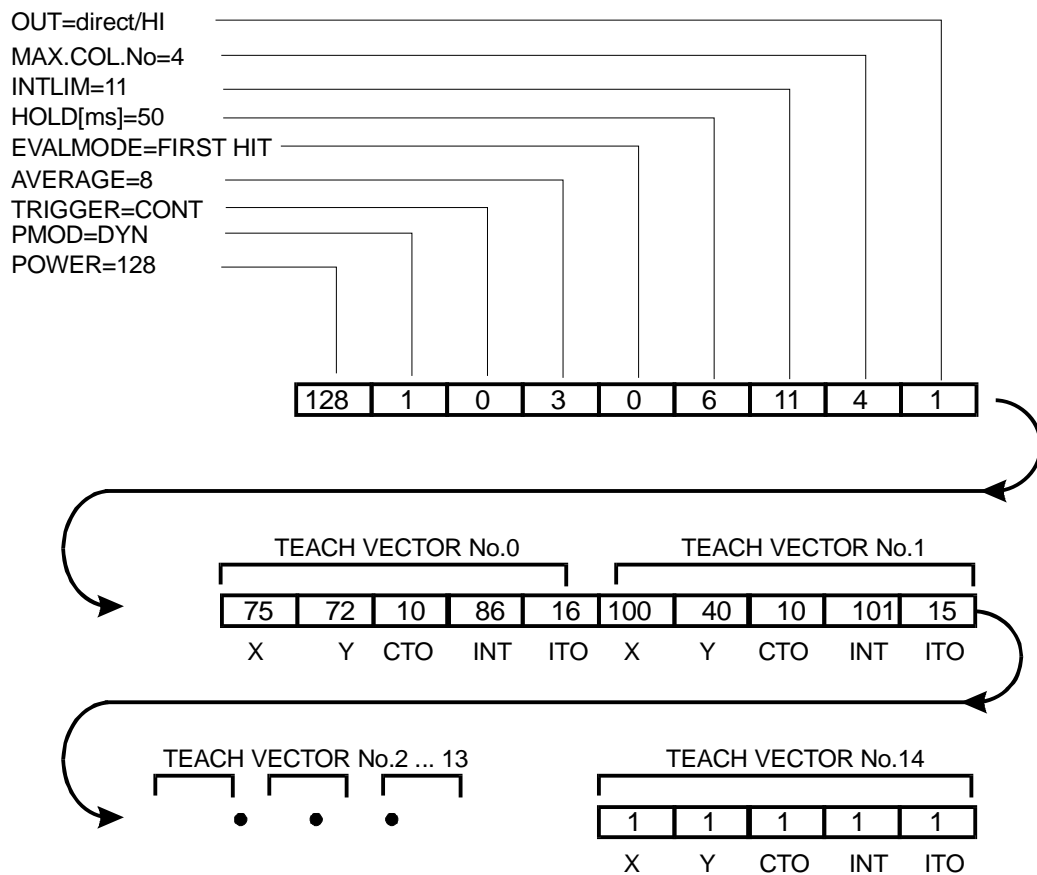 OUT=direct/HI
MAX.COL.No=4
INTLIM=11
HOLD[ms]=50
EVALMODE=FIRST HIT
AVERAGE=8
TRIGGER=CONT
PMOD=DYN
POWER=128
128 1 0 3 0 6 11 4 1
TEACH VECTOR No.0 TEACH VECTOR No.1
75 72 10 86 16 100 40 10 101 15
X Y CTO INT ITO X Y CTO INT ITO
TEACH VECTOR No.2 ... 13 TEACH VECTOR No.14
1 1 1 1 1
X Y CTO INT ITO